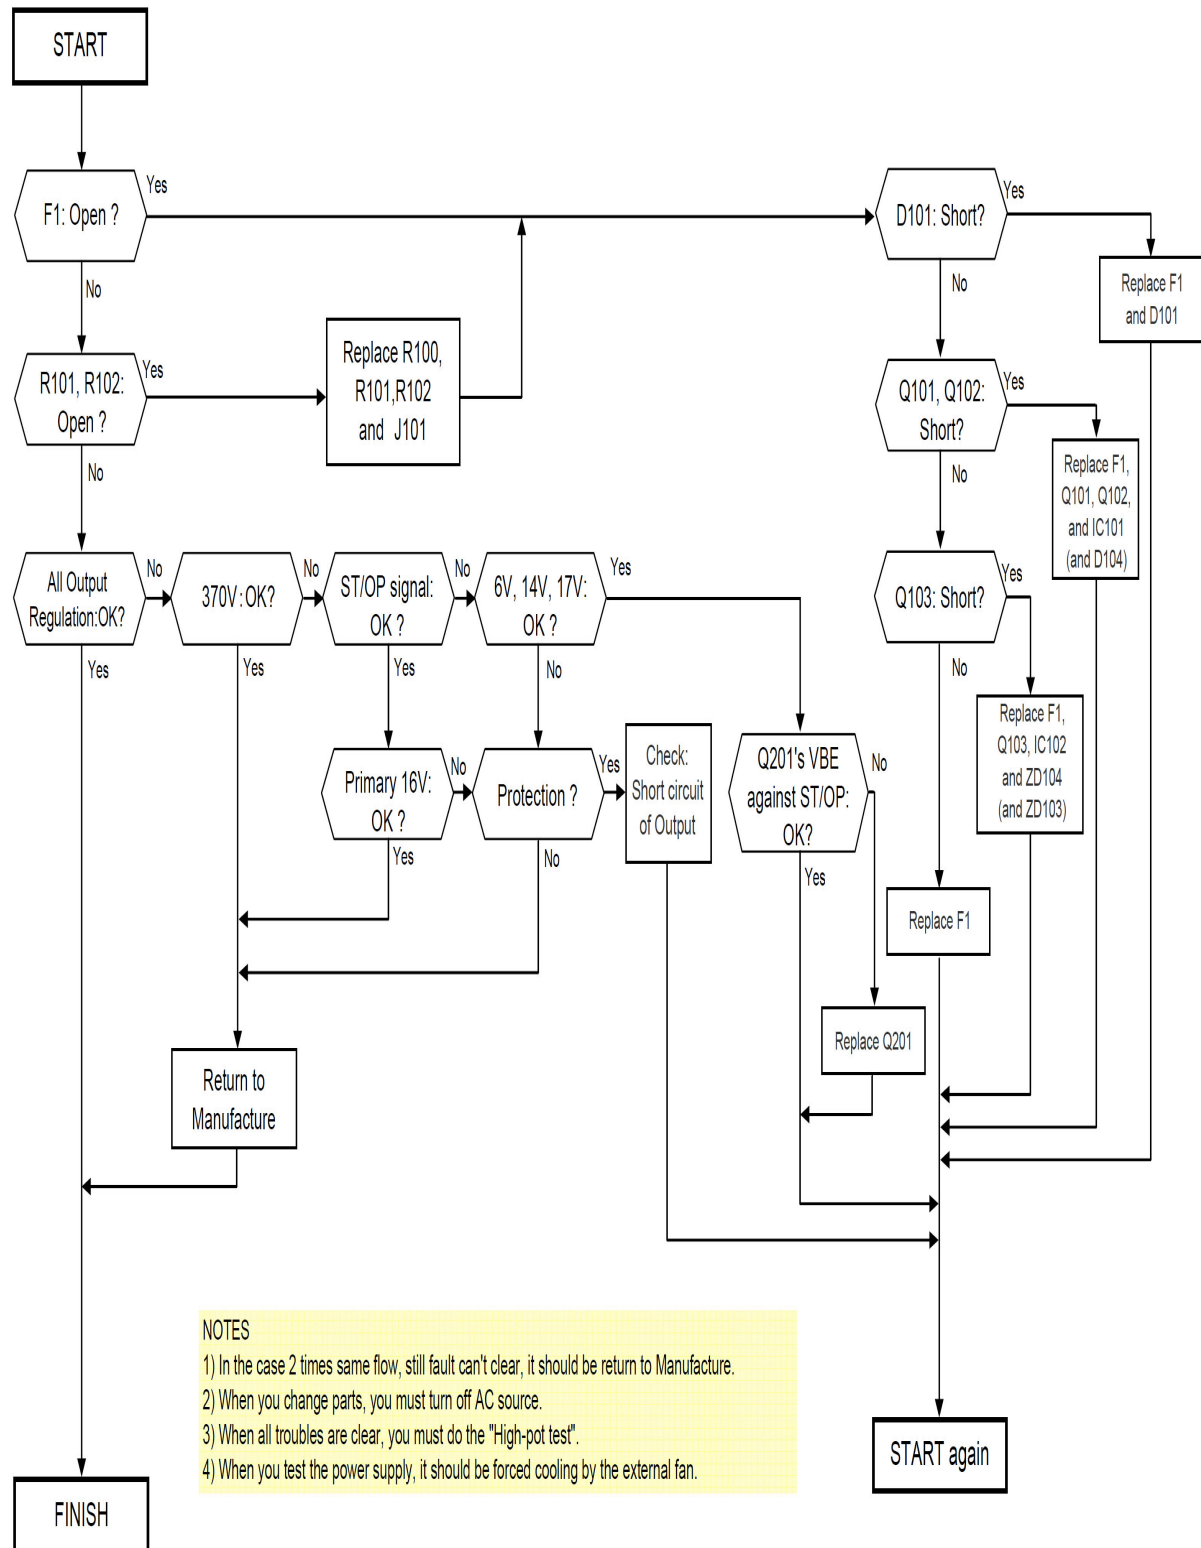 START
F1: Open ?
Yes
No
D101: Short?
Yes
No
Replace F1
and D101
R101, R102:
Open ?
Yes
No
Replace R100,
R101,R102
and J101
Q101, Q102:
Short?
Yes
No
Replace F1,
Q101, Q102,
and IC101
(and D104)
All Output
Regulation:OK?
No
Yes
370V: OK?
No
Yes
ST/OP signal:
OK ?
No
Yes
6V, 14V, 17V:
OK ?
Yes
No
Q103: Short?
Yes
No
Replace F1,
Q103, IC102
and ZD104
(and ZD103)
Primary 16V:
OK ?
No
Yes
Protection ?
Yes
No
Check:
Short circuit
of Output
Q201's VBE
against ST/OP:
OK?
No
Yes
Replace F1
Replace Q201
Return to
Manufacture
NOTES
1) In the case 2 times same flow, still fault can't clear, it should be return to Manufacture.
2) When you change parts, you must turn off AC source.
3) When all troubles are clear, you must do the "High-pot test".
4) When you test the power supply, it should be forced cooling by the external fan.
START again
FINISH